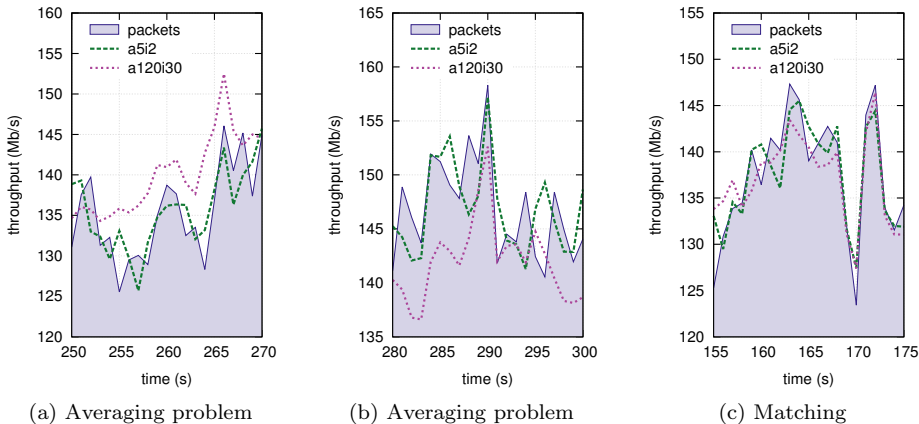 160
155
150
145
140
135
130
125
120
throughput (Mb/s)
packets
a5i2
a120i30
250
255
260
265
270
time (s)
(a) Averaging problem
165
160
155
150
145
140
135
throughput (Mb/s)
packets
a5i2
a120i30
280
285
290
295
300
time (s)
(b) Averaging problem
155
150
145
140
135
130
125
120
throughput (Mb/s)
packets
a5i2
a120i30
155
160
165
170
175
time (s)
(c) Matching